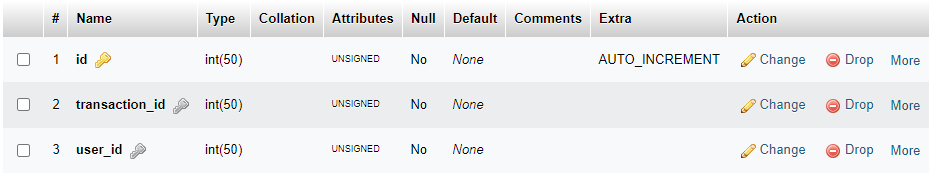 # Name Type Collation Attributes Null Default Comments Extra Action
1 id int(50) UNSIGNED No None AUTO_INCREMENT Change Drop More
2 transaction_id int(50) UNSIGNED No None Change Drop More
3 user_id int(50) UNSIGNED No None Change Drop More